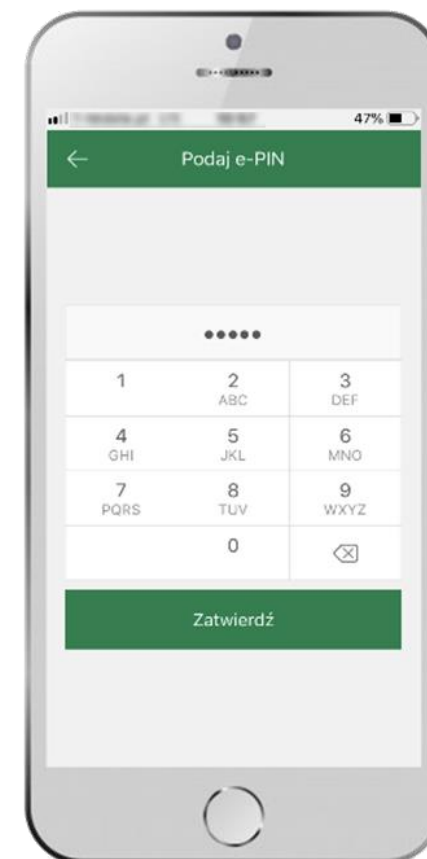 47%
Podaj e-PIN
•••••
1 2 3
ABC DEF
4 5 6
GHI JKL MNO
7 8 9
PQRS TUV WXYZ
0
Zatwierdź